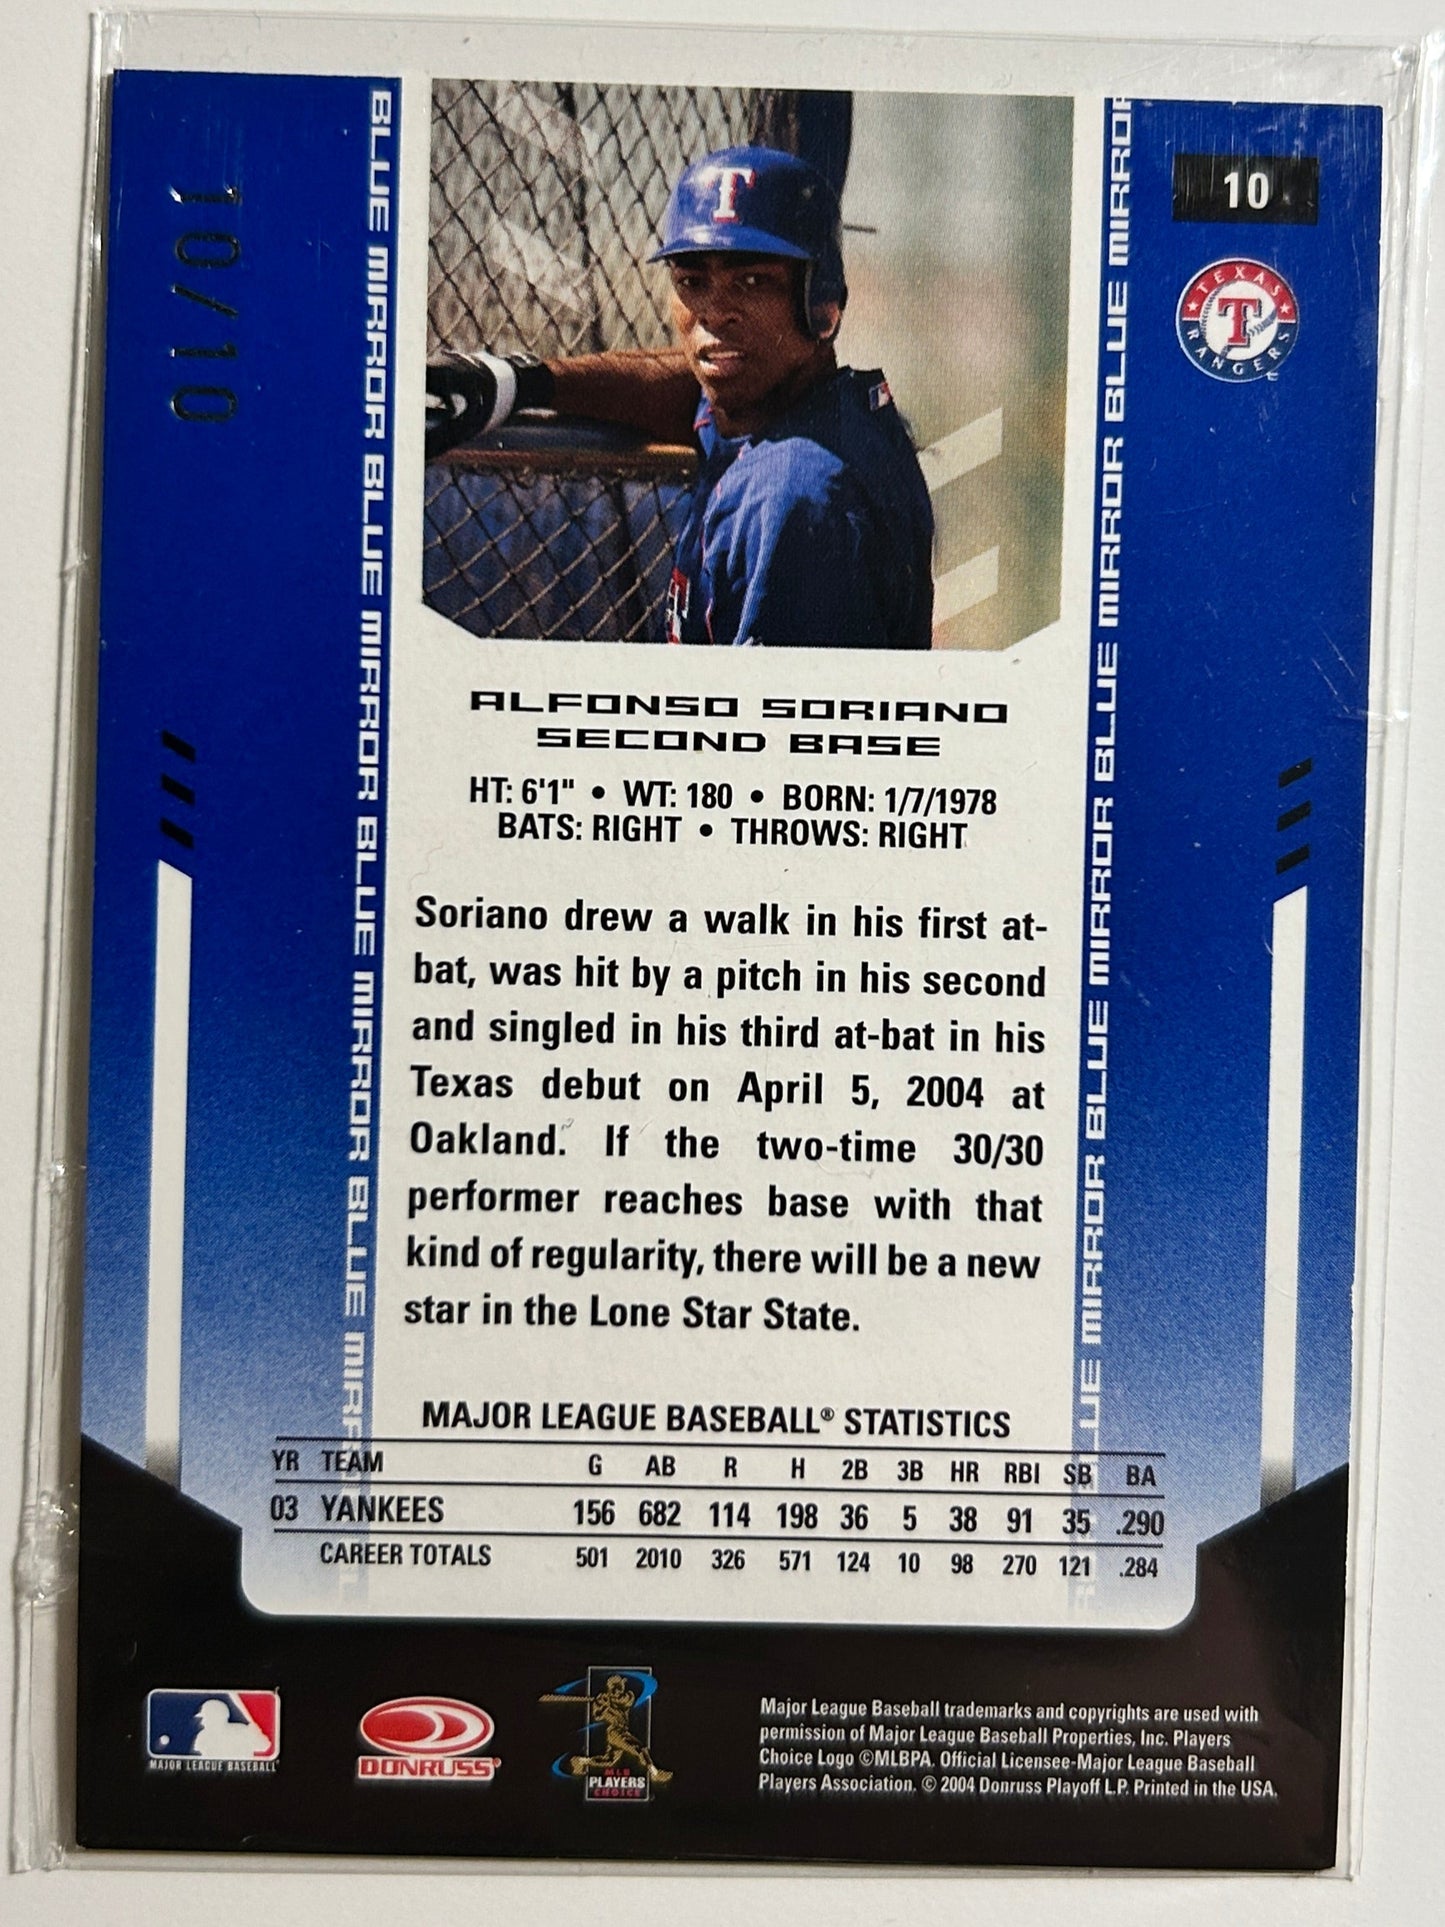 10/10
BLUE MIRROR BLUE MIRROR BLUE MIRROR BLUE MIRR
BLUE MIRROR BLUE MIRROR BLUE MIRROR BLUE MIRROR
10
TEXAS
RANGERS
T
T
ALFONSO SORIANO
SECOND BASE
HT: 6'1" • WT: 180 • BORN: 1/7/1978
BATS: RIGHT • THROWS: RIGHT
Soriano drew a walk in his first at-
bat, was hit by a pitch in his second
and singled in his third at-bat in his
Texas debut on April 5, 2004 at
Oakland. If the two-time 30/30
performer reaches base with that
kind of regularity, there will be a new
star in the Lone Star State.
MAJOR LEAGUE BASEBALL® STATISTICS
YR TEAM G AB R H 2B 3B HR RBI SB BA
03 YANKEES 156 682 114 198 36 5 38 91 35 .290
CAREER TOTALS 501 2010 326 571 124 10 98 270 121 .284
MAJOR LEAGUE BASEBALL
DONRUSS
MLB
PLAYERS
CHOICE
Major League Baseball trademarks and copyrights are used with
permission of Major League Baseball Properties, Inc. Players
Choice Logo ©MLBPA. Official Licensee-Major League Baseball
Players Association. © 2004 Donruss Playoff L.P. Printed in the USA.